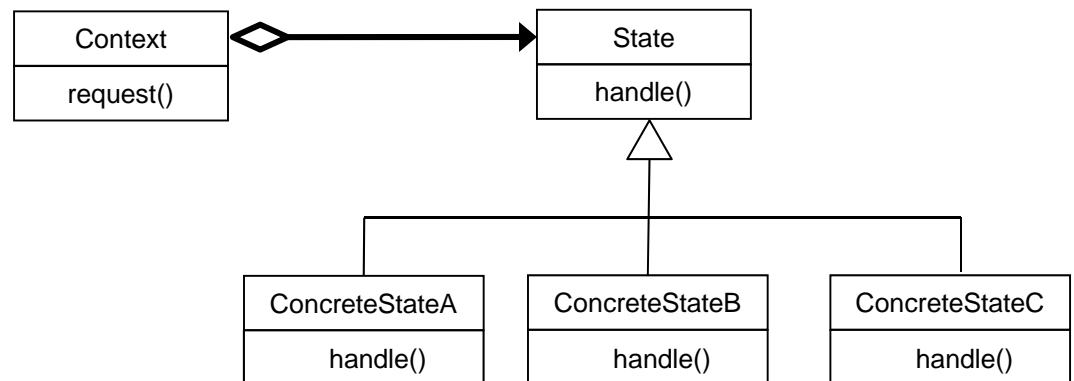 Context
request()
State
handle()
ConcreteStateA
handle()
ConcreteStateB
handle()
ConcreteStateC
handle()